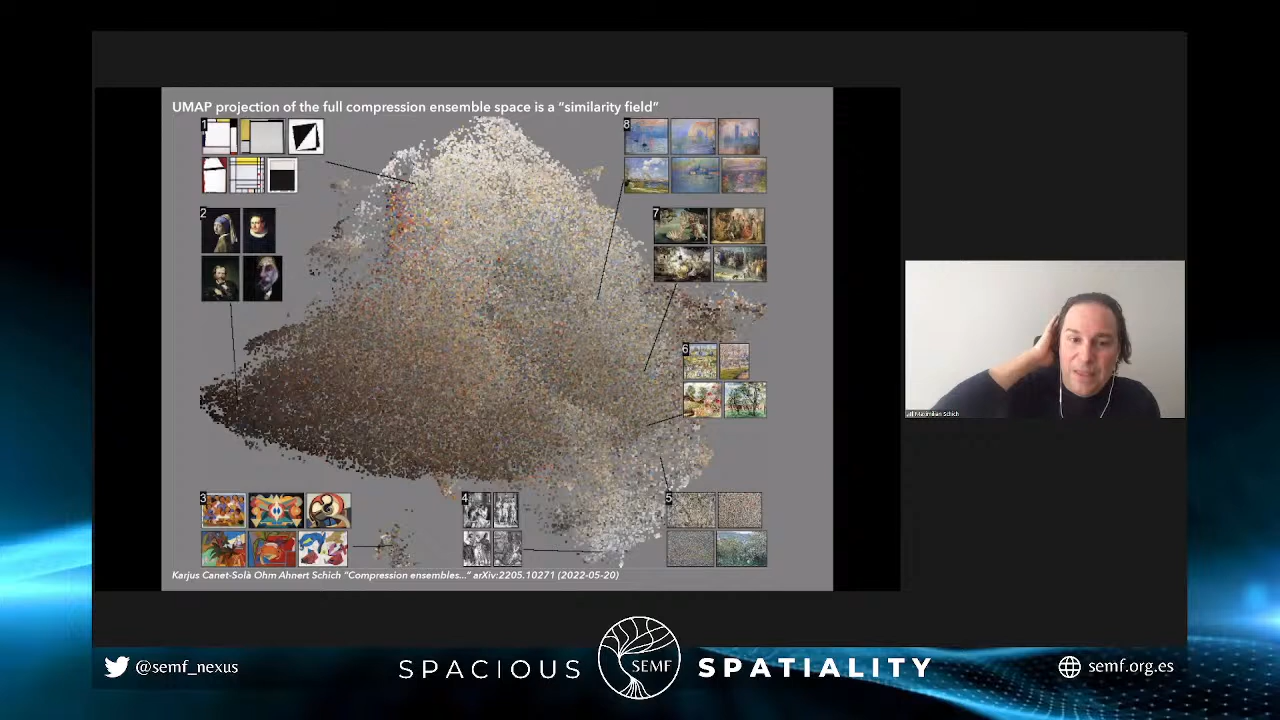 UMAP projection of the full compression ensemble space is a "similarity field"
1
8
2
7
6
3
4
5
Karjus Canet-Solà Ohm Ahnert Schich "Compression ensembles..." arXiv:2205.10271 (2022-05-20)
Maximilian Schich
@semf_nexus
SPACIOUS
SEMF
SPATIALITY
semf.org.es